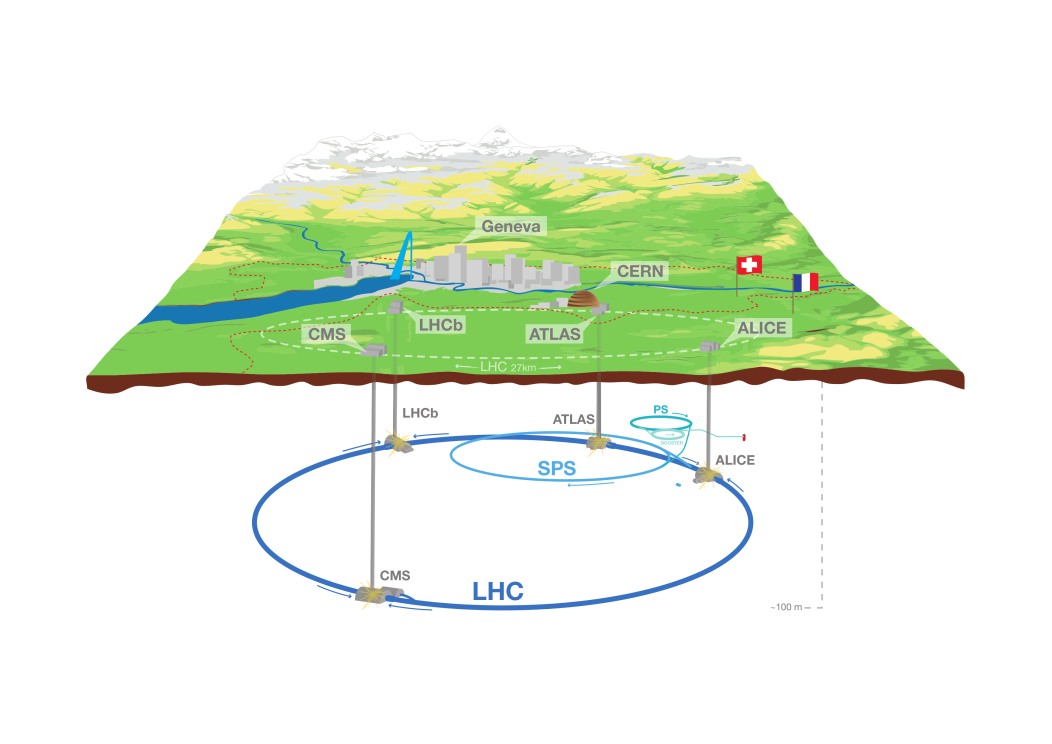 Geneva
CERN
CMS
LHCb
ATLAS
ALICE
LHC 27km
LHCb
ATLAS
PS
BOOSTER
ALICE
SPS
CMS
LHC
~100 m